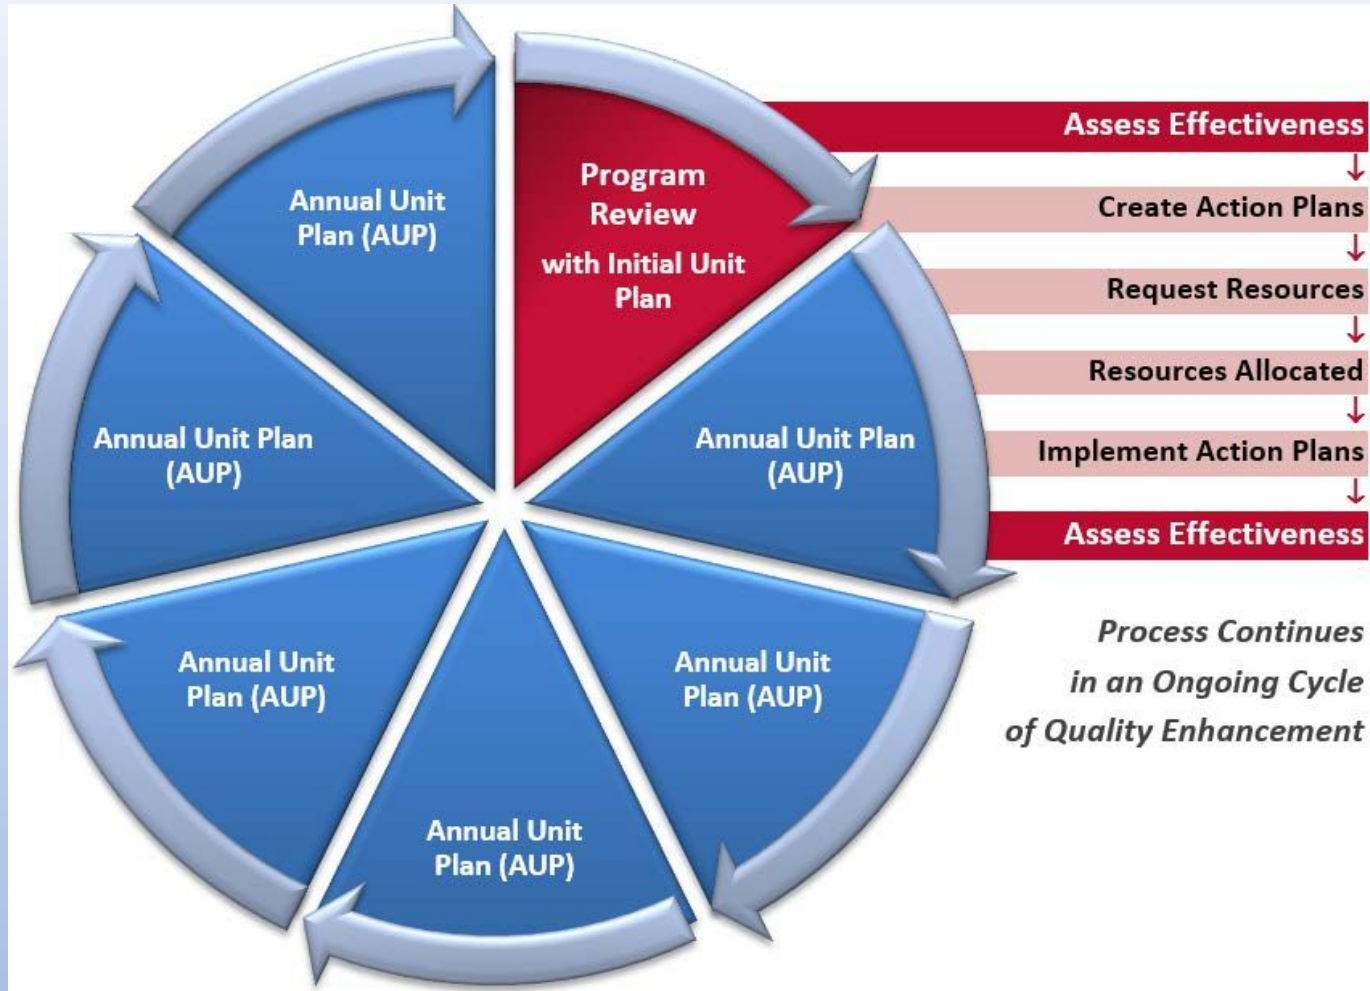 Program
Review
with Initial Unit
Plan
Annual Unit Plan
(AUP)
Annual Unit
Plan (AUP)
Annual Unit
Plan (AUP)
Annual Unit
Plan (AUP)
Annual Unit Plan
(AUP)
Annual Unit
Plan (AUP)
Assess Effectiveness
↓
Create Action Plans
↓
Request Resources
↓
Resources Allocated
↓
Implement Action Plans
↓
Assess Effectiveness
Process Continues
in an Ongoing Cycle
of Quality Enhancement